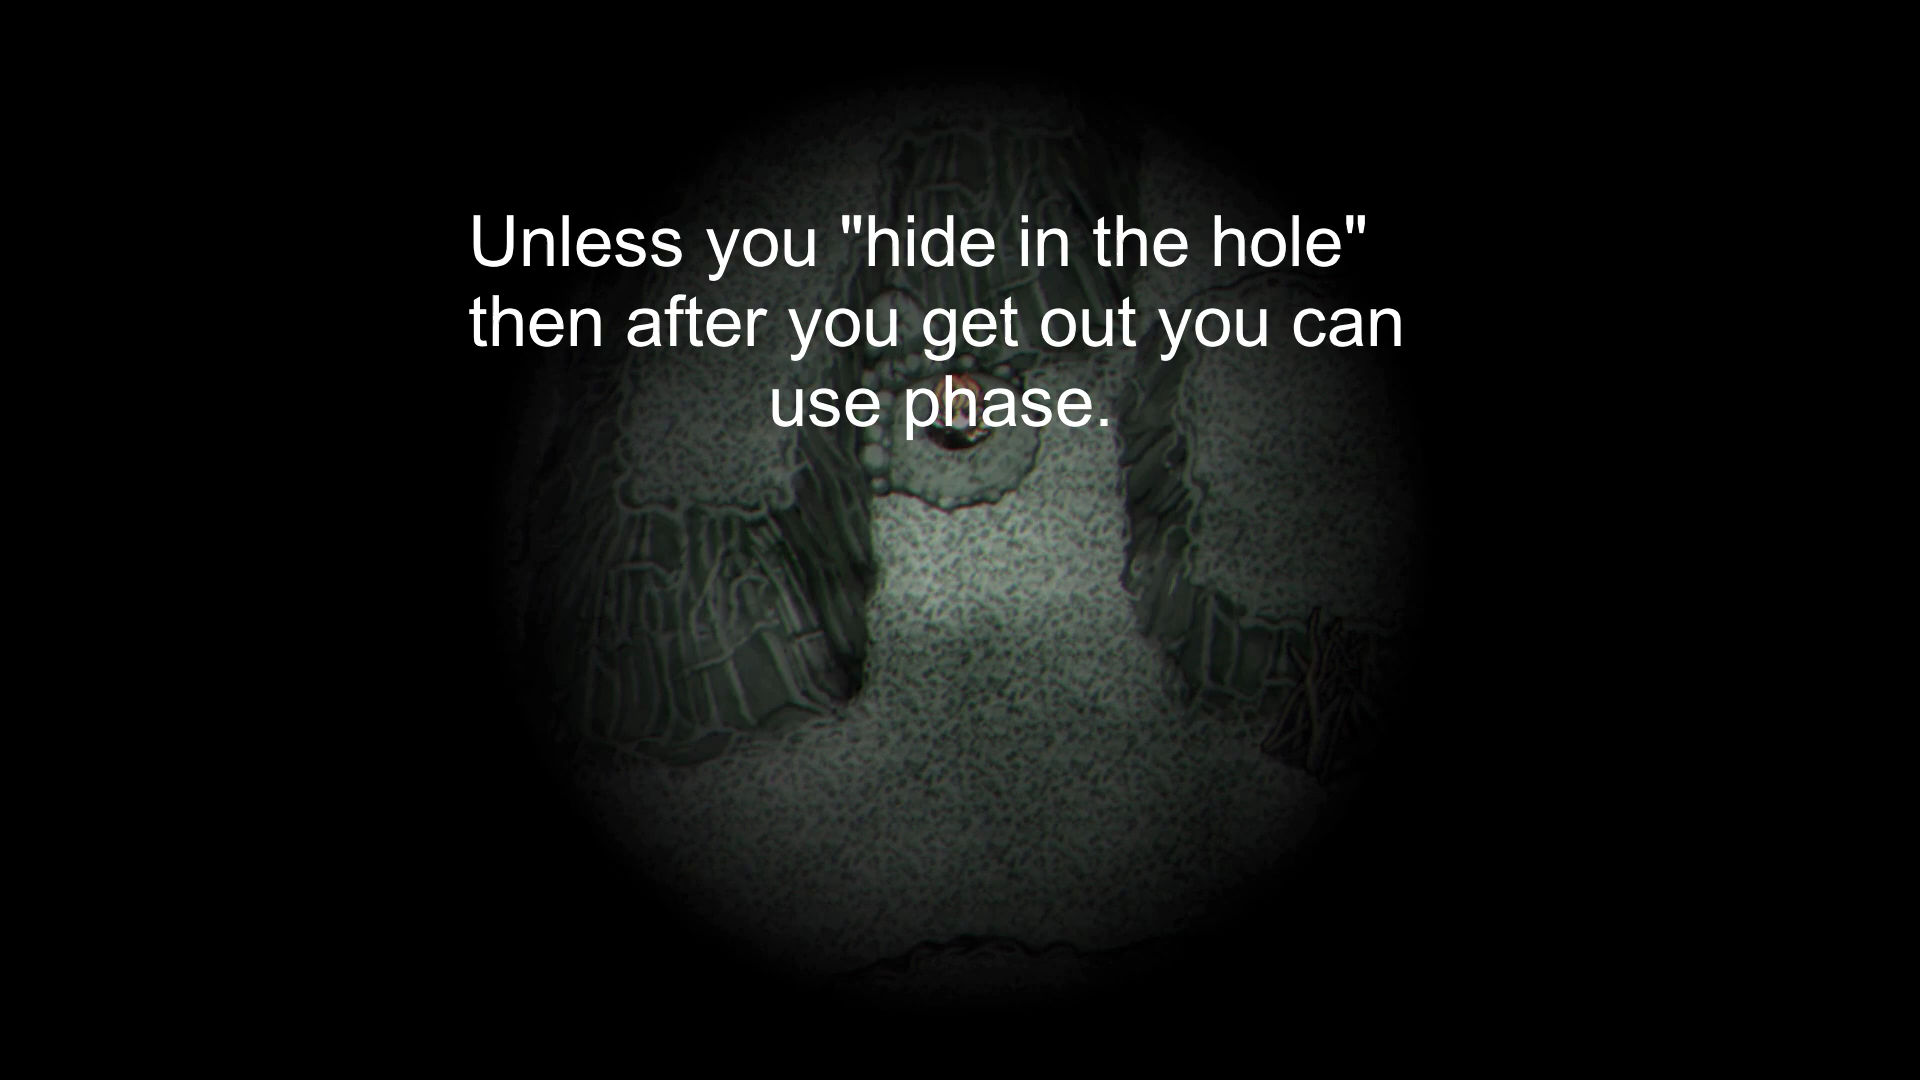 Unless you "hide in the hole"
then after you get out you can
use phase.